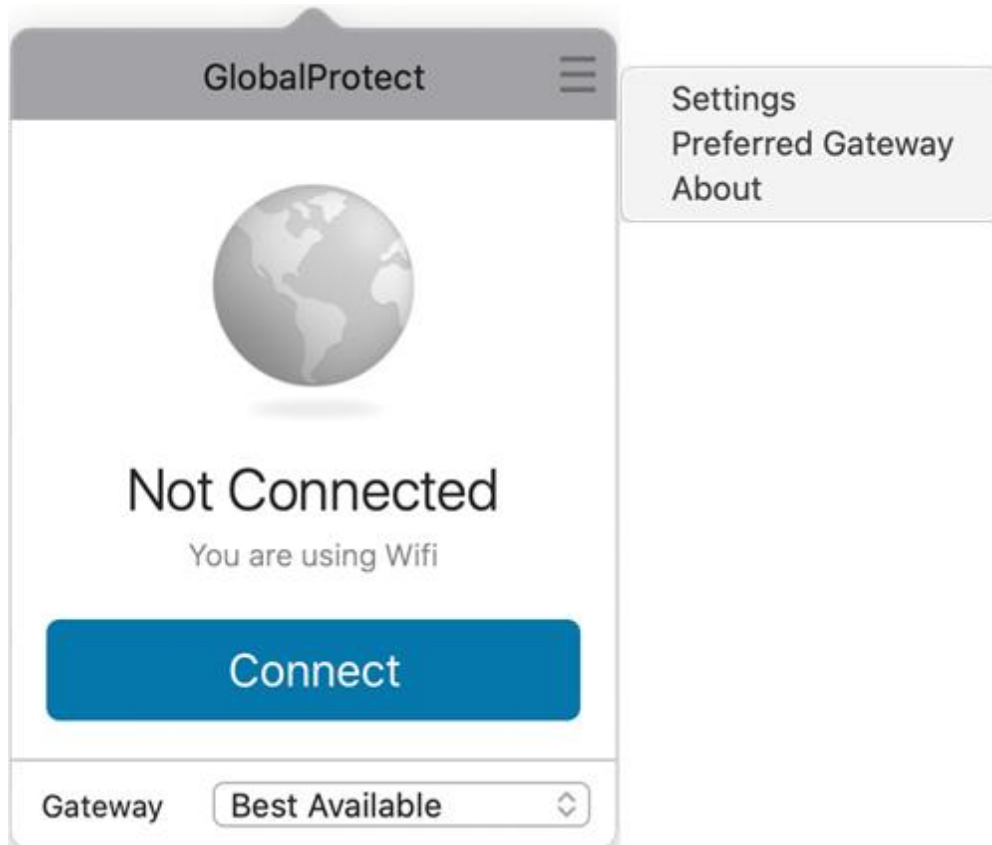 GlobalProtect
Settings
Preferred Gateway
About
Not Connected
You are using Wifi
Connect
Gateway Best Available